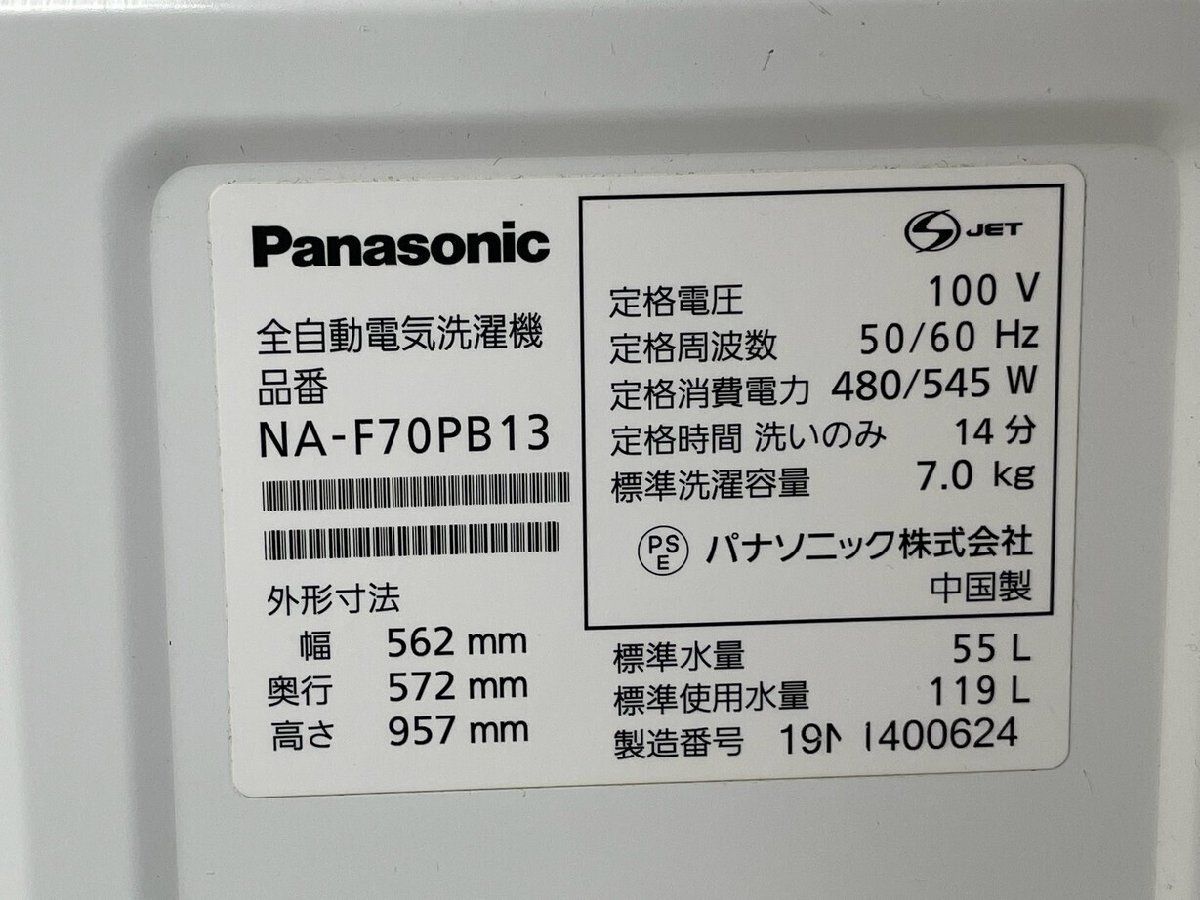 Panasonic
全自動電気洗濯機
品番
NA-F70PB13
外形寸法
幅 562 mm
奥行 572 mm
高さ 957 mm
S JET
定格電圧 100 V
定格周波数 50/60 Hz
定格消費電力 480/545 W
定格時間 洗いのみ 14 分
標準洗濯容量 7.0 kg
PS
E
パナソニック株式会社
中国製
標準水量 55 L
標準使用水量 119 L
製造番号